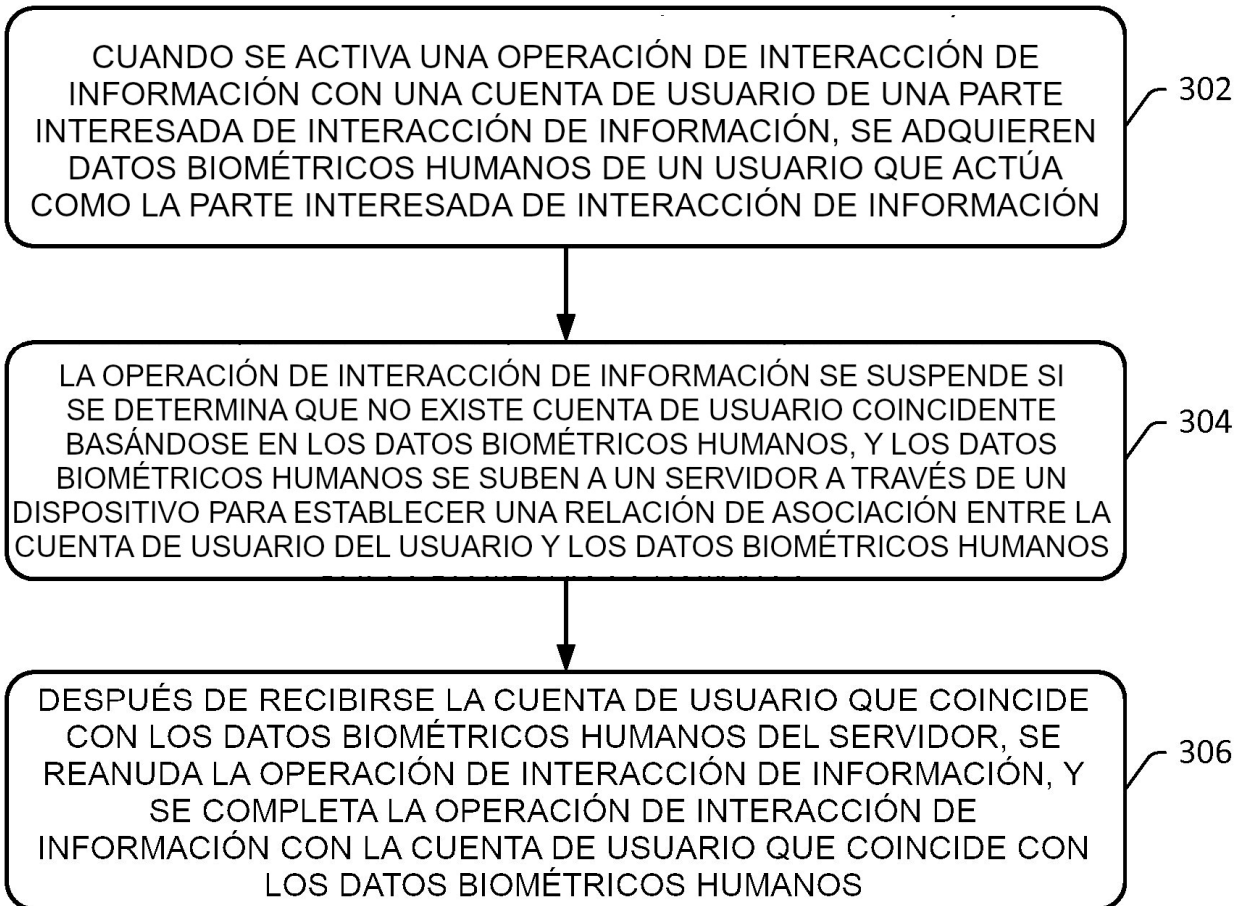 CUANDO SE ACTIVA UNA OPERACIÓN DE INTERACCIÓN DE
INFORMACIÓN CON UNA CUENTA DE USUARIO DE UNA PARTE
INTERESADA DE INTERACCIÓN DE INFORMACIÓN, SE ADQUIEREN
DATOS BIOMÉTRICOS HUMANOS DE UN USUARIO QUE ACTÚA
COMO LA PARTE INTERESADA DE INTERACCIÓN DE INFORMACIÓN
302
LA OPERACIÓN DE INTERACCIÓN DE INFORMACIÓN SE SUSPENDE SI
SE DETERMINA QUE NO EXISTE CUENTA DE USUARIO COINCIDENTE
BASÁNDOSE EN LOS DATOS BIOMÉTRICOS HUMANOS, Y LOS DATOS
BIOMÉTRICOS HUMANOS SE SUBEN A UN SERVIDOR A TRAVÉS DE UN
DISPOSITIVO PARA ESTABLECER UNA RELACIÓN DE ASOCIACIÓN ENTRE LA
CUENTA DE USUARIO DEL USUARIO Y LOS DATOS BIOMÉTRICOS HUMANOS
304
DESPUÉS DE RECIBIRSE LA CUENTA DE USUARIO QUE COINCIDE
CON LOS DATOS BIOMÉTRICOS HUMANOS DEL SERVIDOR, SE
REANUDA LA OPERACIÓN DE INTERACCIÓN DE INFORMACIÓN, Y
SE COMPLETA LA OPERACIÓN DE INTERACCIÓN DE
INFORMACIÓN CON LA CUENTA DE USUARIO QUE COINCIDE CON
LOS DATOS BIOMÉTRICOS HUMANOS
306